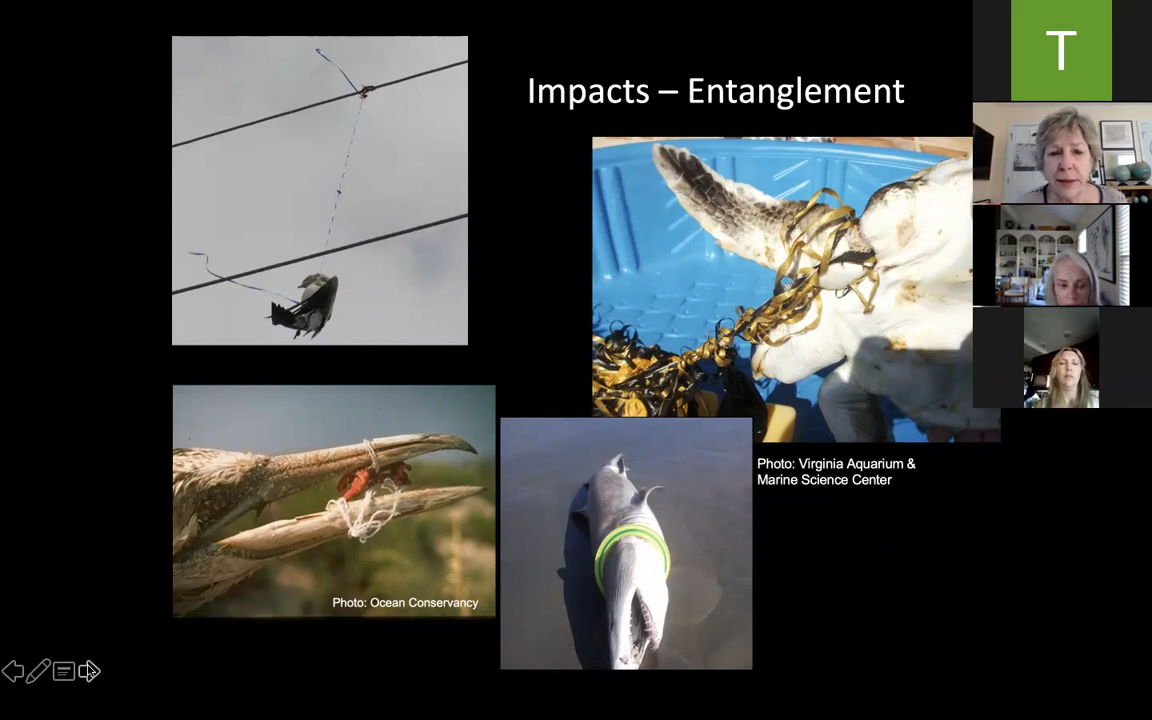 T
Impacts – Entanglement
Photo: Virginia Aquarium &
Marine Science Center
Photo: Ocean Conservancy